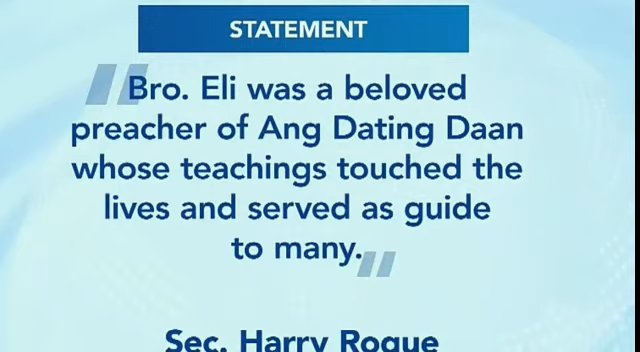 STATEMENT
"Bro. Eli was a beloved
preacher of Ang Dating Daan
whose teachings touched the
lives and served as guide
to many."
Sec. Harry Roque